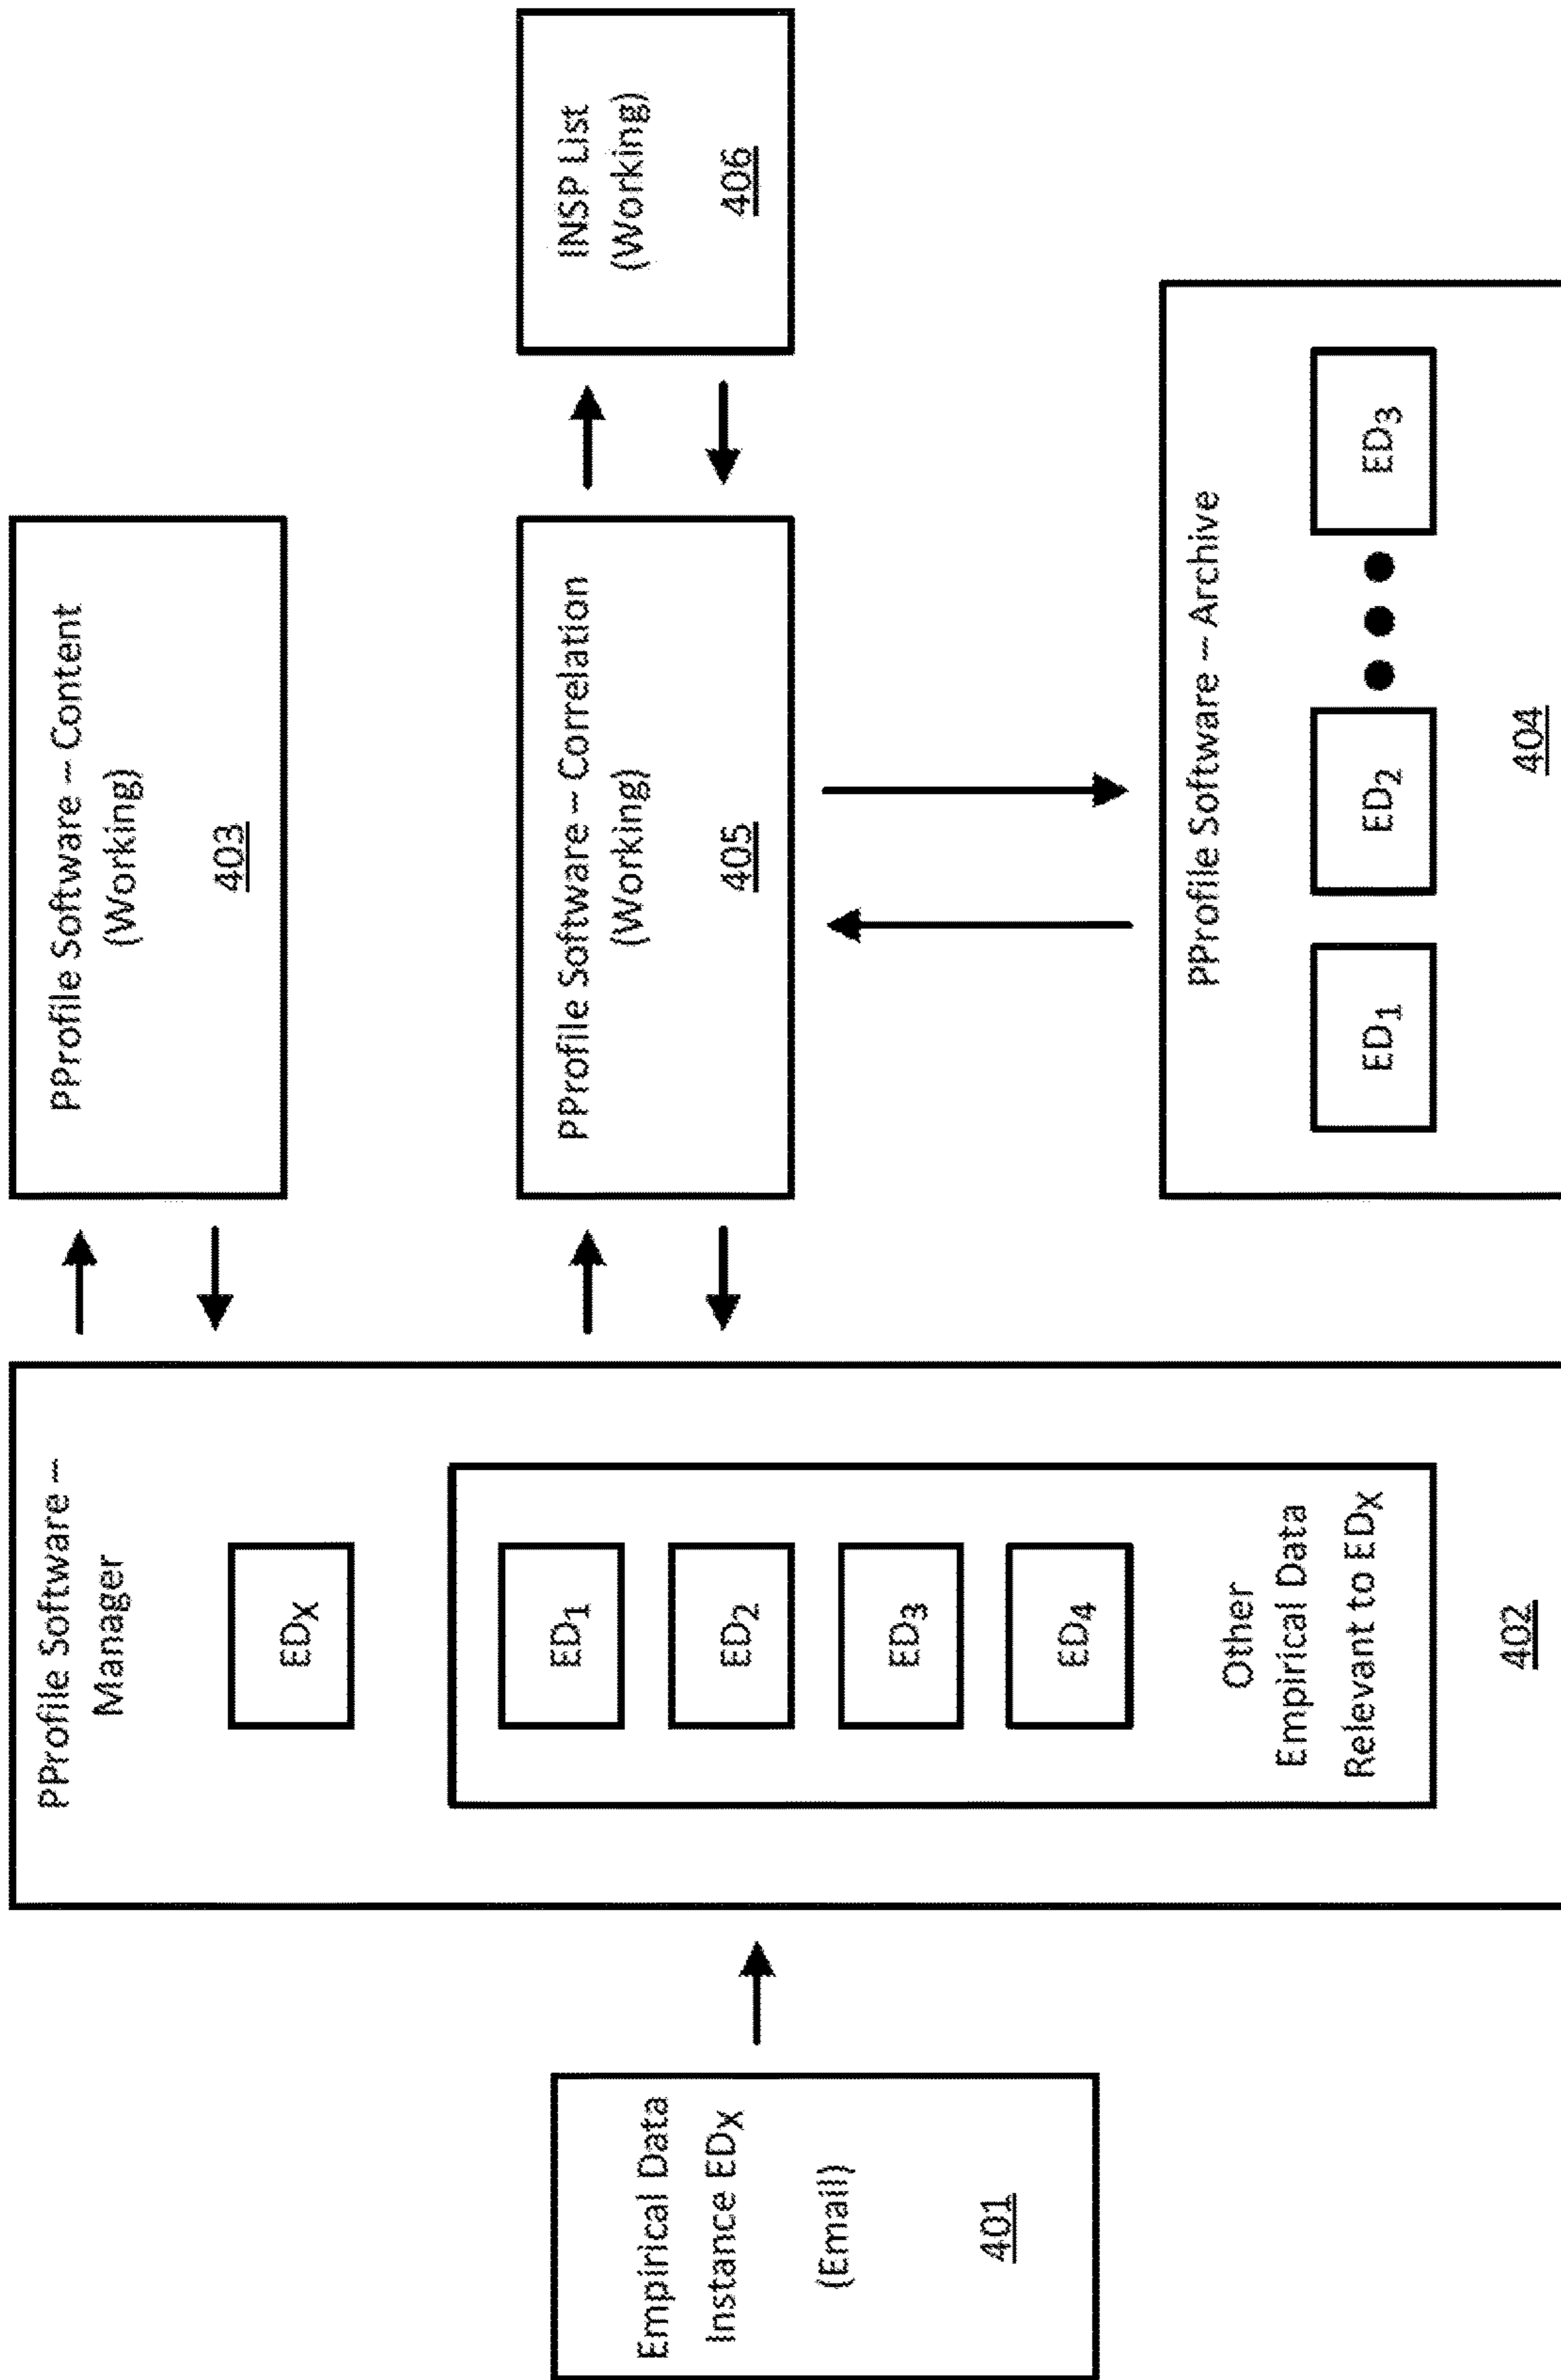 Empirical Data
Instance EDX
(Email)
401
PProfile Software –
Manager
EDX
ED1
ED2
ED3
ED4
Other
Empirical Data
Relevant to EDX
402
PProfile Software – Content
(Working)
403
PProfile Software – Correlation
(Working)
405
INSP List
(Working)
406
PProfile Software – Archive
ED1
ED2
ED3
404